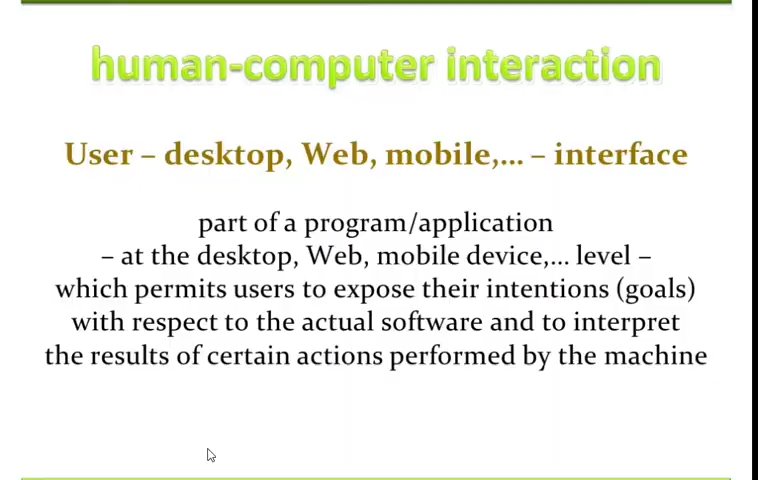 human-computer interaction
User – desktop, Web, mobile,... – interface
part of a program/application
– at the desktop, Web, mobile device,... level –
which permits users to expose their intentions (goals)
with respect to the actual software and to interpret
the results of certain actions performed by the machine